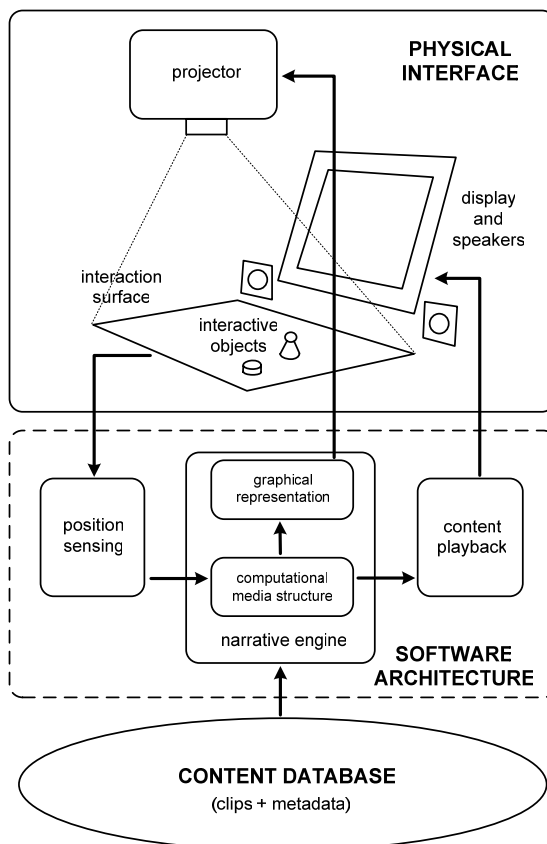 PHYSICAL
INTERFACE
projector
display
and
speakers
interaction
surface
interactive
objects
graphical
representation
position
sensing
content
playback
computational
media structure
narrative engine
SOFTWARE
ARCHITECTURE
CONTENT DATABASE
(clips + metadata)